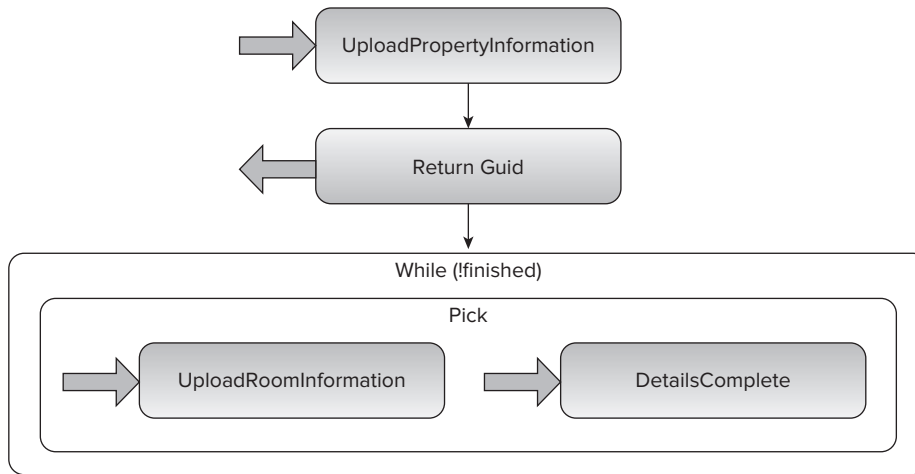 UploadPropertyInformation
Return Guid
While (!finished)
Pick
UploadRoomInformation
DetailsComplete